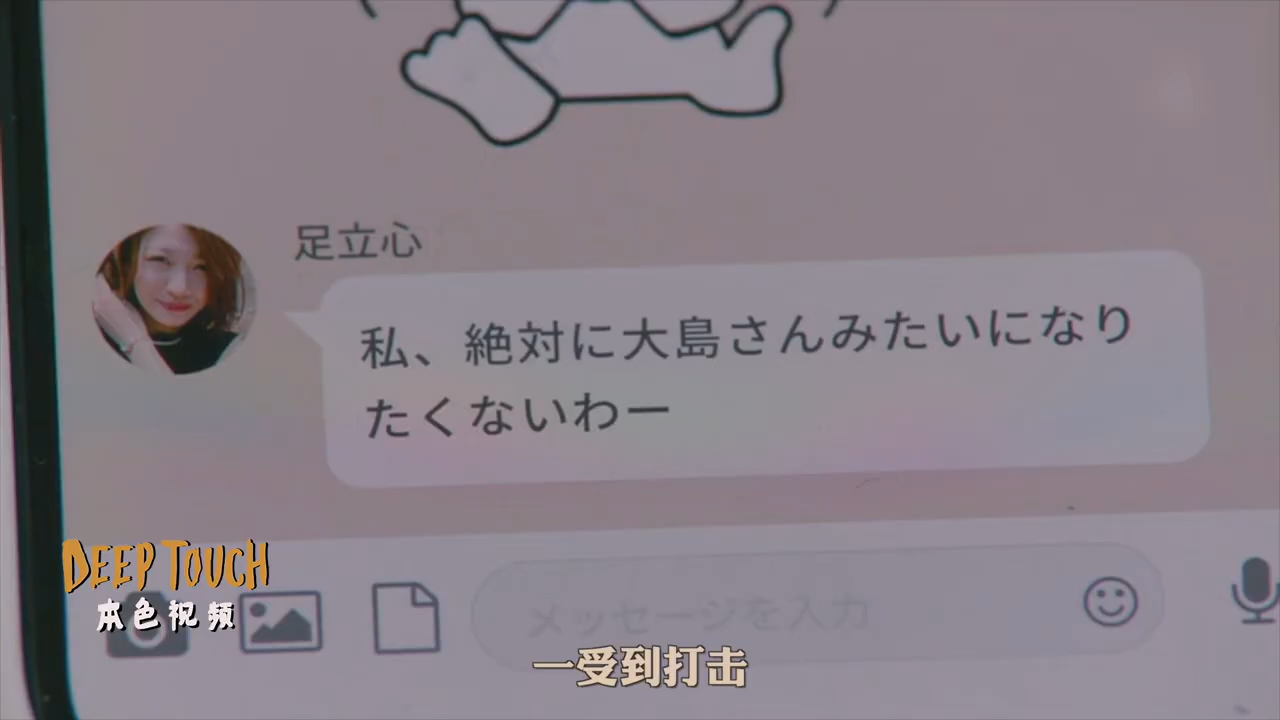 足立心
私、絶対に大島さんみたいになり
たくないわー
DEEP TOUCH
本色视频
メッセージを入力
一受到打击